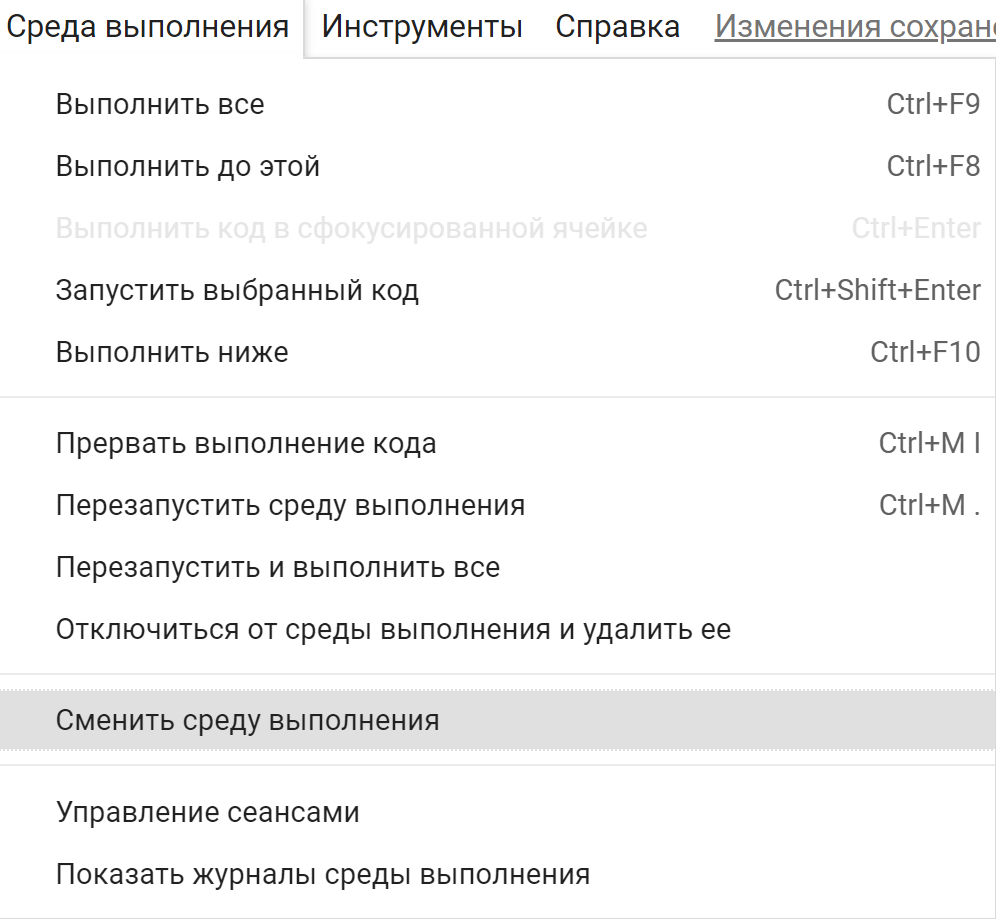 Среда выполнения Инструменты Справка Изменения сохран
Выполнить все Ctrl+F9
Выполнить до этой Ctrl+F8
Выполнить код в сфокусированной ячейке Ctrl+Enter
Запустить выбранный код Ctrl+Shift+Enter
Выполнить ниже Ctrl+F10
Прервать выполнение кода Ctrl+M I
Перезапустить среду выполнения Ctrl+M .
Перезапустить и выполнить все
Отключиться от среды выполнения и удалить ее
Сменить среду выполнения
Управление сеансами
Показать журналы среды выполнения